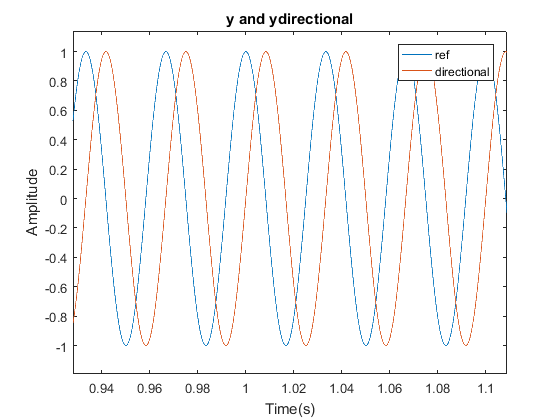 y and ydirectional
ref
directional
Amplitude
1
0.8
0.6
0.4
0.2
0
-0.2
-0.4
-0.6
-0.8
-1
0.94 0.96 0.98 1 1.02 1.04 1.06 1.08 1.1
Time(s)